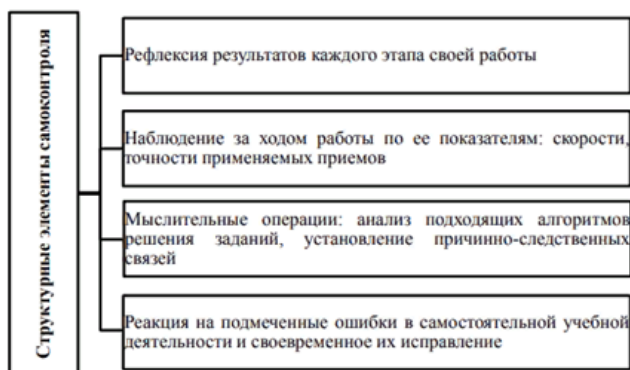 Структурные элементы самоконтроля
Рефлексия результатов каждого этапа своей работы
Наблюдение за ходом работы по ее показателям: скорости,
точности применяемых приемов
Мыслительные операции: анализ подходящих алгоритмов
решения заданий, установление причинно-следственных
связей
Реакция на подмеченные ошибки в самостоятельной учебной
деятельности и своевременное их исправление